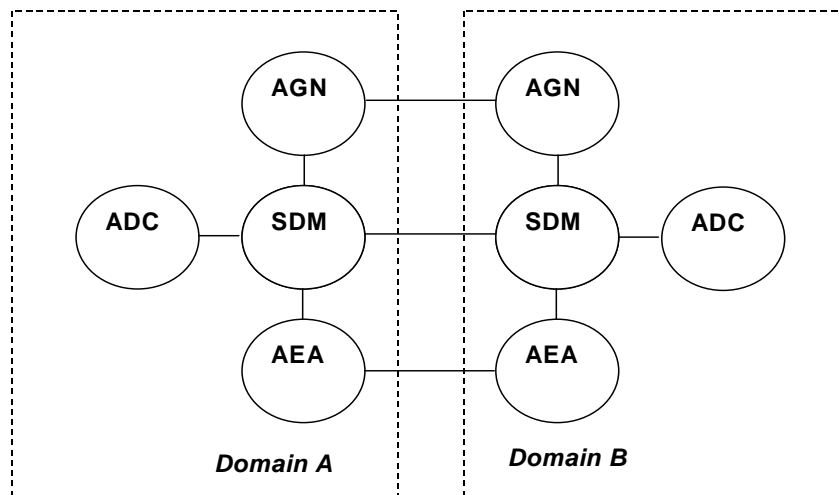 AGN
AGN
ADC
SDM
SDM
ADC
AEA
AEA
Domain A
Domain B